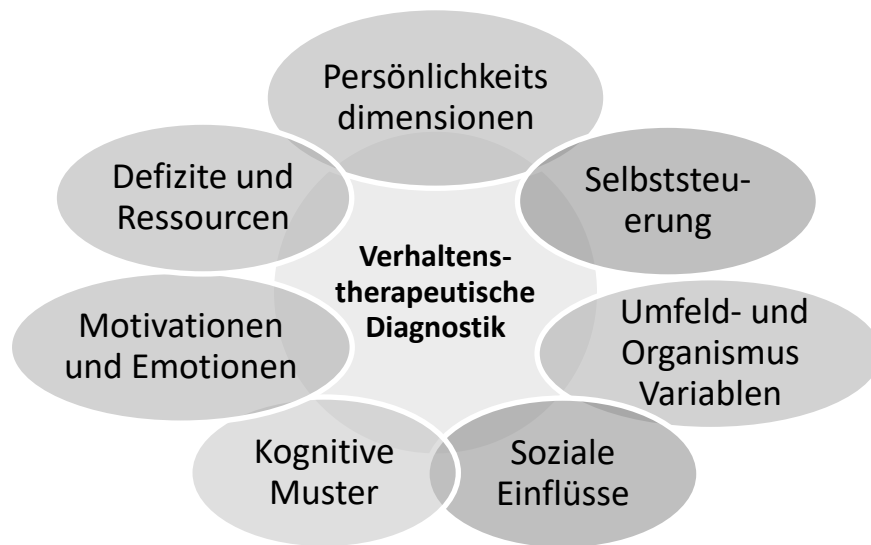 Persönlichkeits
dimensionen
Selbststeu-
erung
Umfeld- und
Organismus
Variablen
Soziale
Einflüsse
Kognitive
Muster
Motivationen
und Emotionen
Defizite und
Ressourcen
Verhaltens-
therapeutische
Diagnostik